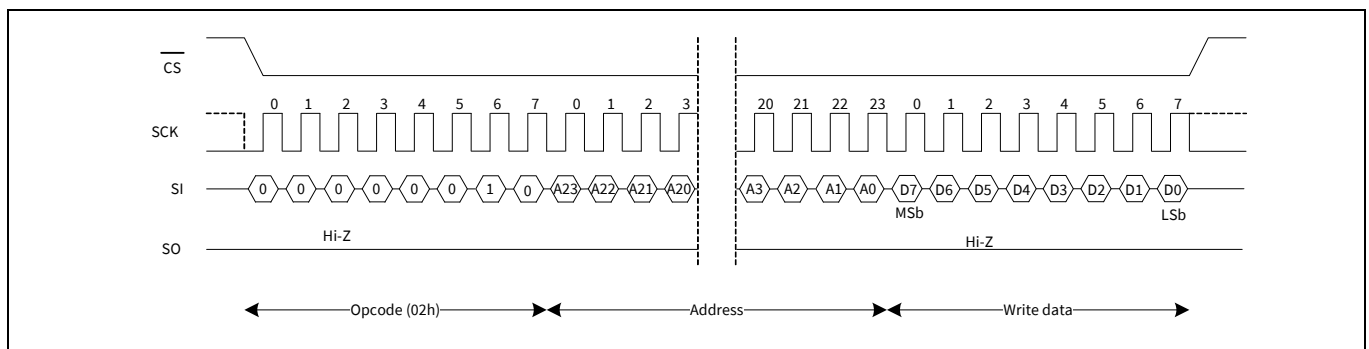 CS
0 1 2 3 4 5 6 7 0 1 2 3 20 21 22 23 0 1 2 3 4 5 6 7
SCK
SI 0 0 0 0 0 0 1 0 A23 A22 A21 A20 A3 A2 A1 A0 D7 D6 D5 D4 D3 D2 D1 D0
MSb LSb
Hi-Z Hi-Z
SO
Opcode (02h) Address Write data